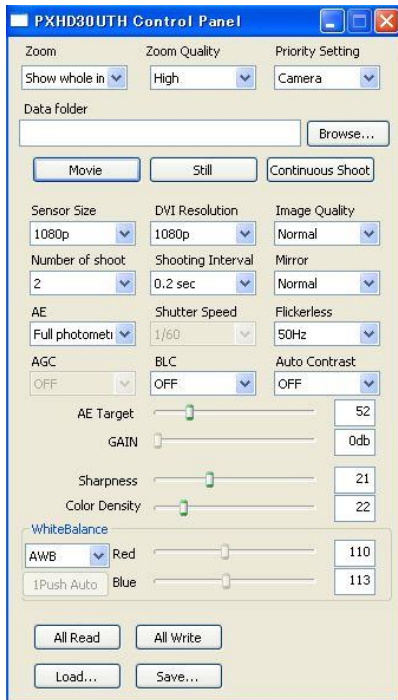 PXHD30UTH Control Panel
Zoom Zoom Quality Priority Setting
Show whole in High Camera
Data folder
Browse...
Movie Still Continuous Shoot
Sensor Size DVI Resolution Image Quality
1080p 1080p Normal
Number of shoot Shooting Interval Mirror
2 0.2 sec Normal
AE Shutter Speed Flickerless
Full photometr 1/60 50Hz
AGC BLC Auto Contrast
OFF OFF OFF
AE Target 52
GAIN 0db
Sharpness 21
Color Density 22
WhiteBalance
AWB Red 110
1Push Auto Blue 113
All Read All Write
Load... Save...